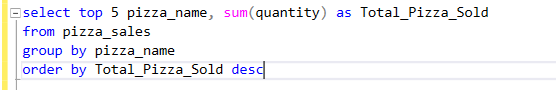 select top 5 pizza_name, sum(quantity) as Total_Pizza_Sold
from pizza_sales
group by pizza_name
order by Total_Pizza_Sold desc